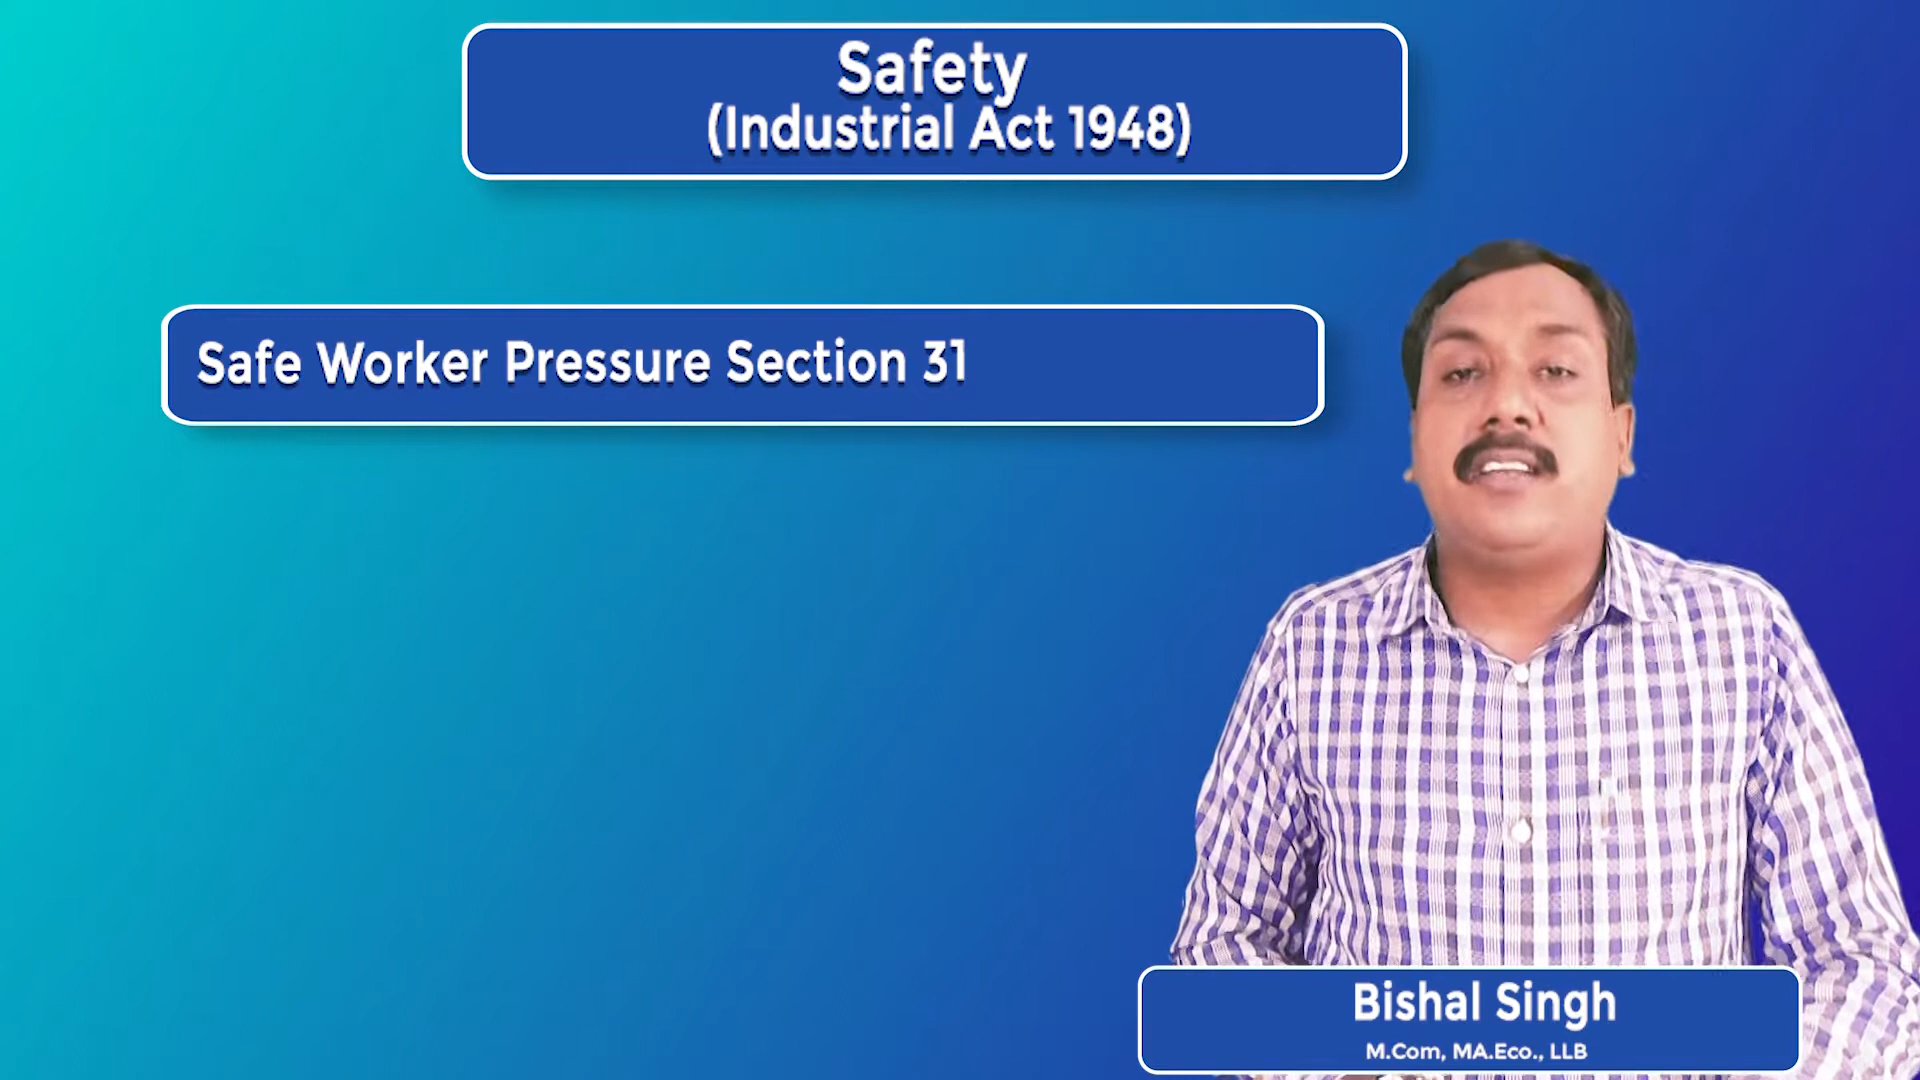 Safety
(Industrial Act 1948)
Safe Worker Pressure Section 31
Bishal Singh
M.Com, MA.Eco., LLB